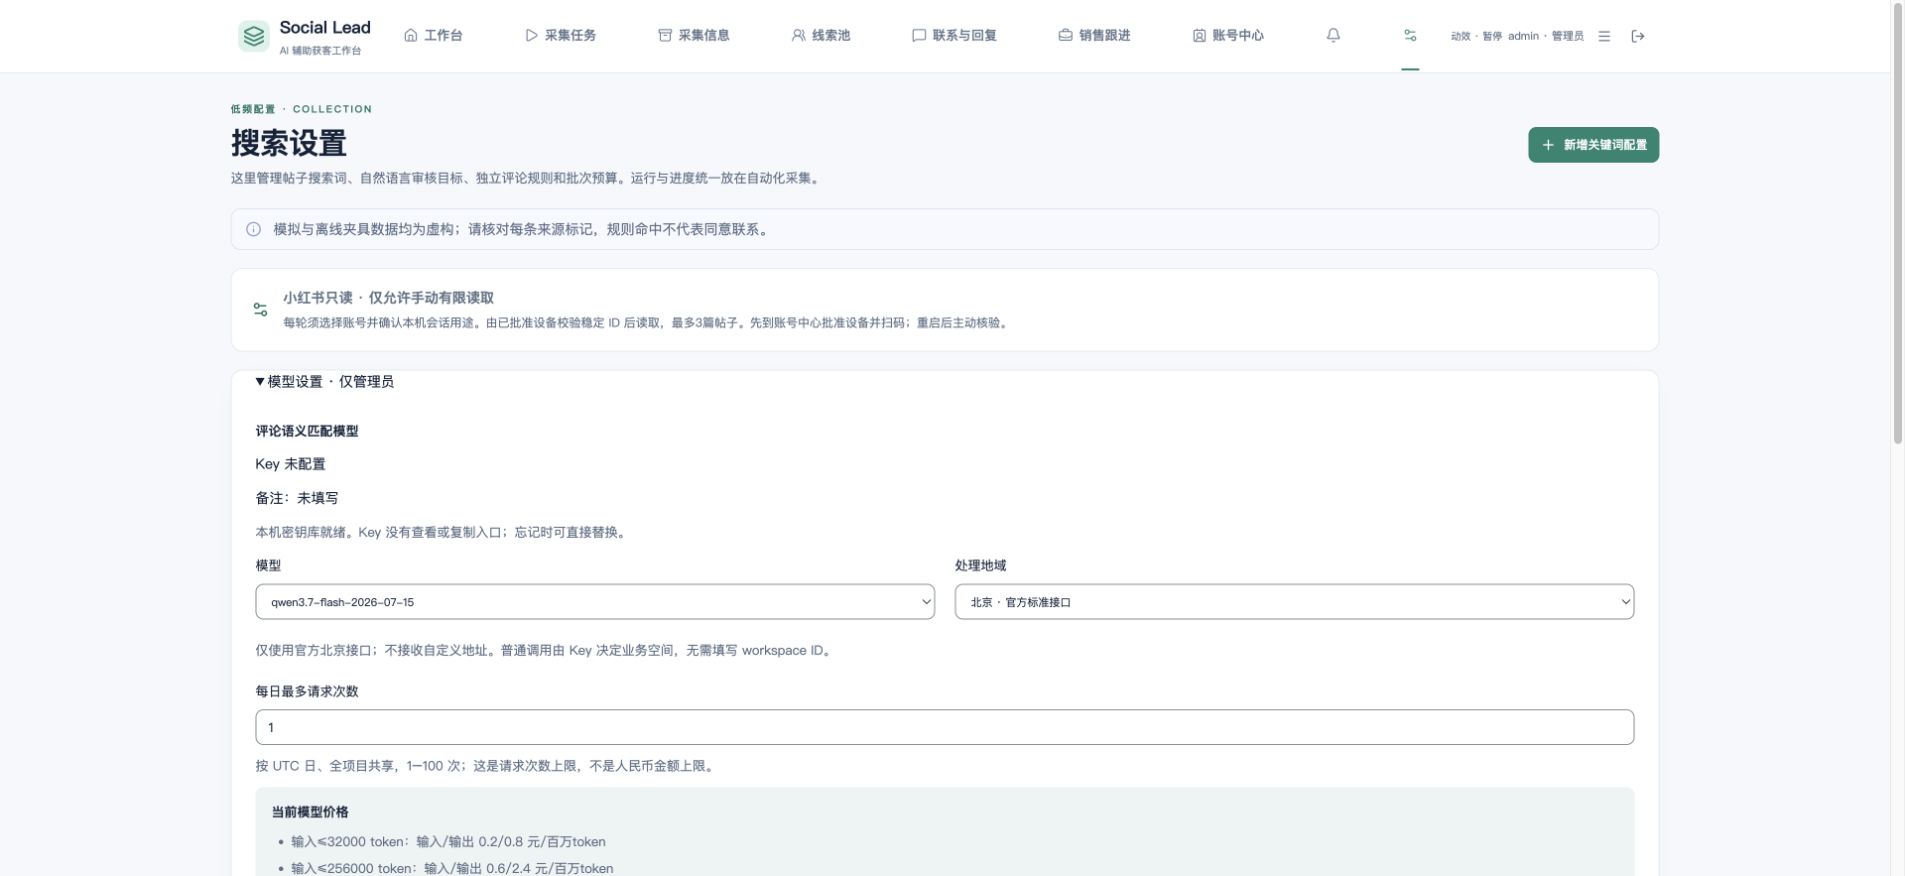 Social Lead
AI 辅助获客工作台
工作台
采集任务
采集信息
线索池
联系与回复
销售跟进
账号中心
动效 · 暂停 admin · 管理员
低频配置 · COLLECTION
搜索设置
新增关键词配置
这里管理帖子搜索词、自然语言审核目标、独立评论规则和批次预算。运行与进度统一放在自动化采集。
模拟与离线夹具数据均为虚构；请核对每条来源标记，规则命中不代表同意联系。
小红书只读 · 仅允许手动有限读取
每轮须选择账号并确认本机会话用途。由已批准设备校验稳定 ID 后读取，最多3篇帖子。先到账号中心批准设备并扫码；重启后主动核验。
▼模型设置 · 仅管理员
评论语义匹配模型
Key 未配置
备注：未填写
本机密钥库就绪。Key 没有查看或复制入口；忘记时可直接替换。
模型
处理地域
qwen3.7-flash-2026-07-15
北京 · 官方标准接口
仅使用官方北京接口；不接收自定义地址。普通调用由 Key 决定业务空间，无需填写 workspace ID。
每日最多请求次数
1
按 UTC 日、全项目共享，1—100 次；这是请求次数上限，不是人民币金额上限。
当前模型价格
• 输入≤32000 token：输入/输出 0.2/0.8 元/百万token
• 输入≤256000 token：输入/输出 0.6/2.4 元/百万token